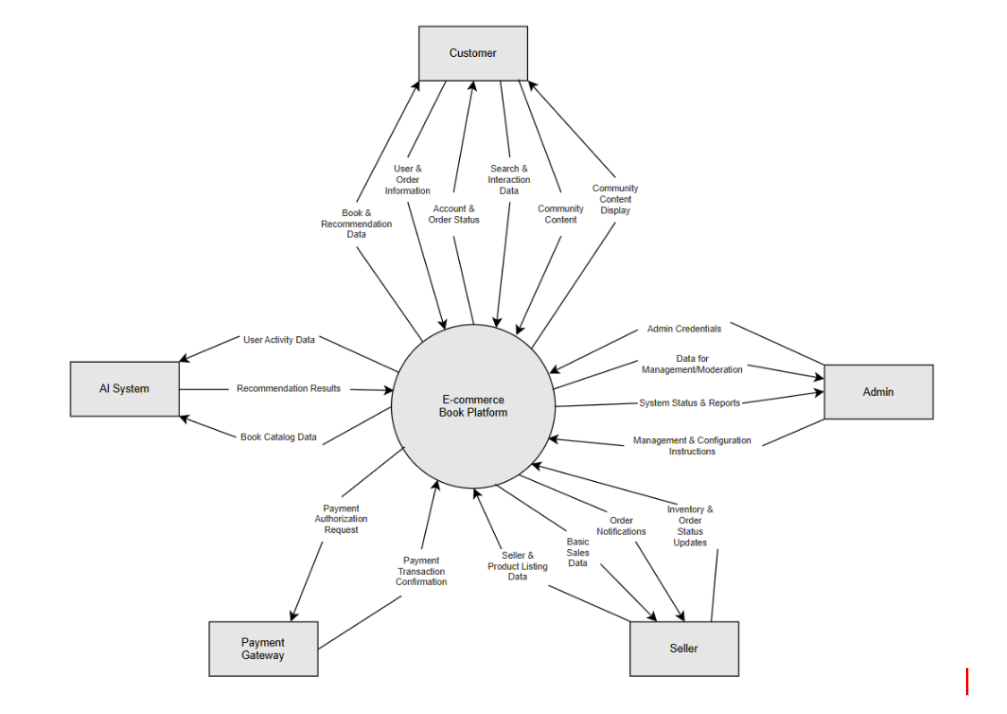 Customer
User &
Order
Information
Search &
Interaction
Data
Community
Content
Display
Book &
Recommendation
Data
Account &
Order Status
Community
Content
User Activity Data
Admin Credentials
Data for
Management/Moderation
AI System
Recommendation Results
E-commerce
Book Platform
System Status & Reports
Admin
Book Catalog Data
Management & Configuration
Instructions
Payment
Authorization
Request
Payment
Transaction
Confirmation
Seller &
Product Listing
Data
Basic
Sales
Data
Order
Notifications
Inventory &
Order
Status
Updates
Payment
Gateway
Seller